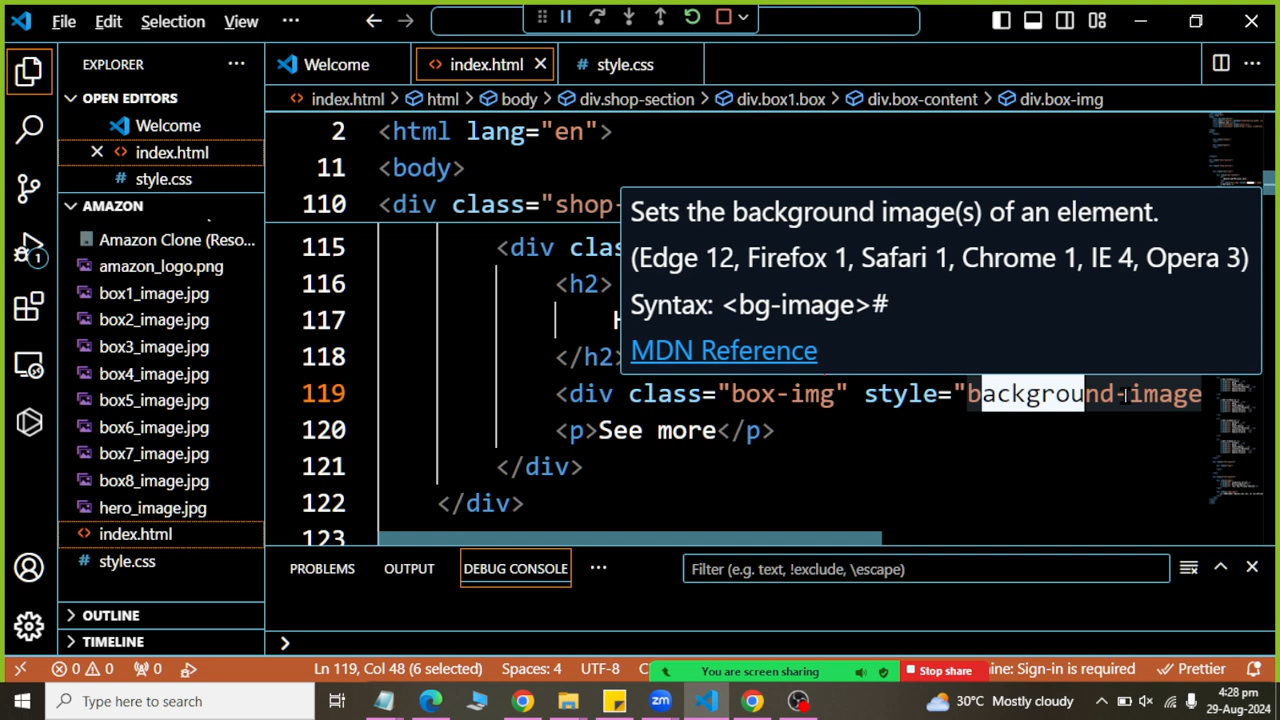 File Edit Selection View ···
EXPLORER ···
Welcome
index.html
# style.css
OPEN EDITORS
Welcome
index.html
# style.css
AMAZON
Amazon Clone (Reso...
amazon_logo.png
box1_image.jpg
box2_image.jpg
box3_image.jpg
box4_image.jpg
box5_image.jpg
box6_image.jpg
box7_image.jpg
box8_image.jpg
hero_image.jpg
index.html
# style.css
OUTLINE
TIMELINE
1
index.html > html > body > div.shop-section > div.box1.box > div.box-content > div.box-img
2 <html lang="en">
11 <body>
110 <div class="shop-
115 <div clas
116 <h2>
117 H
118 </h2
119 <div class="box-img" style="background-image
120 <p>See more</p>
121 </div>
122 </div>
123
Sets the background image(s) of an element.
(Edge 12, Firefox 1, Safari 1, Chrome 1, IE 4, Opera 3)
Syntax: <bg-image>#
MDN Reference
PROBLEMS OUTPUT DEBUG CONSOLE ··· Filter (e.g. text, !exclude, \escape)
>
0 0 0 Ln 119, Col 48 (6 selected) Spaces: 4 UTF-8 You are screen sharing Stop share ine: Sign-in is required Prettier
Type here to search
zm
30°C Mostly cloudy
4:28 pm
29-Aug-2024